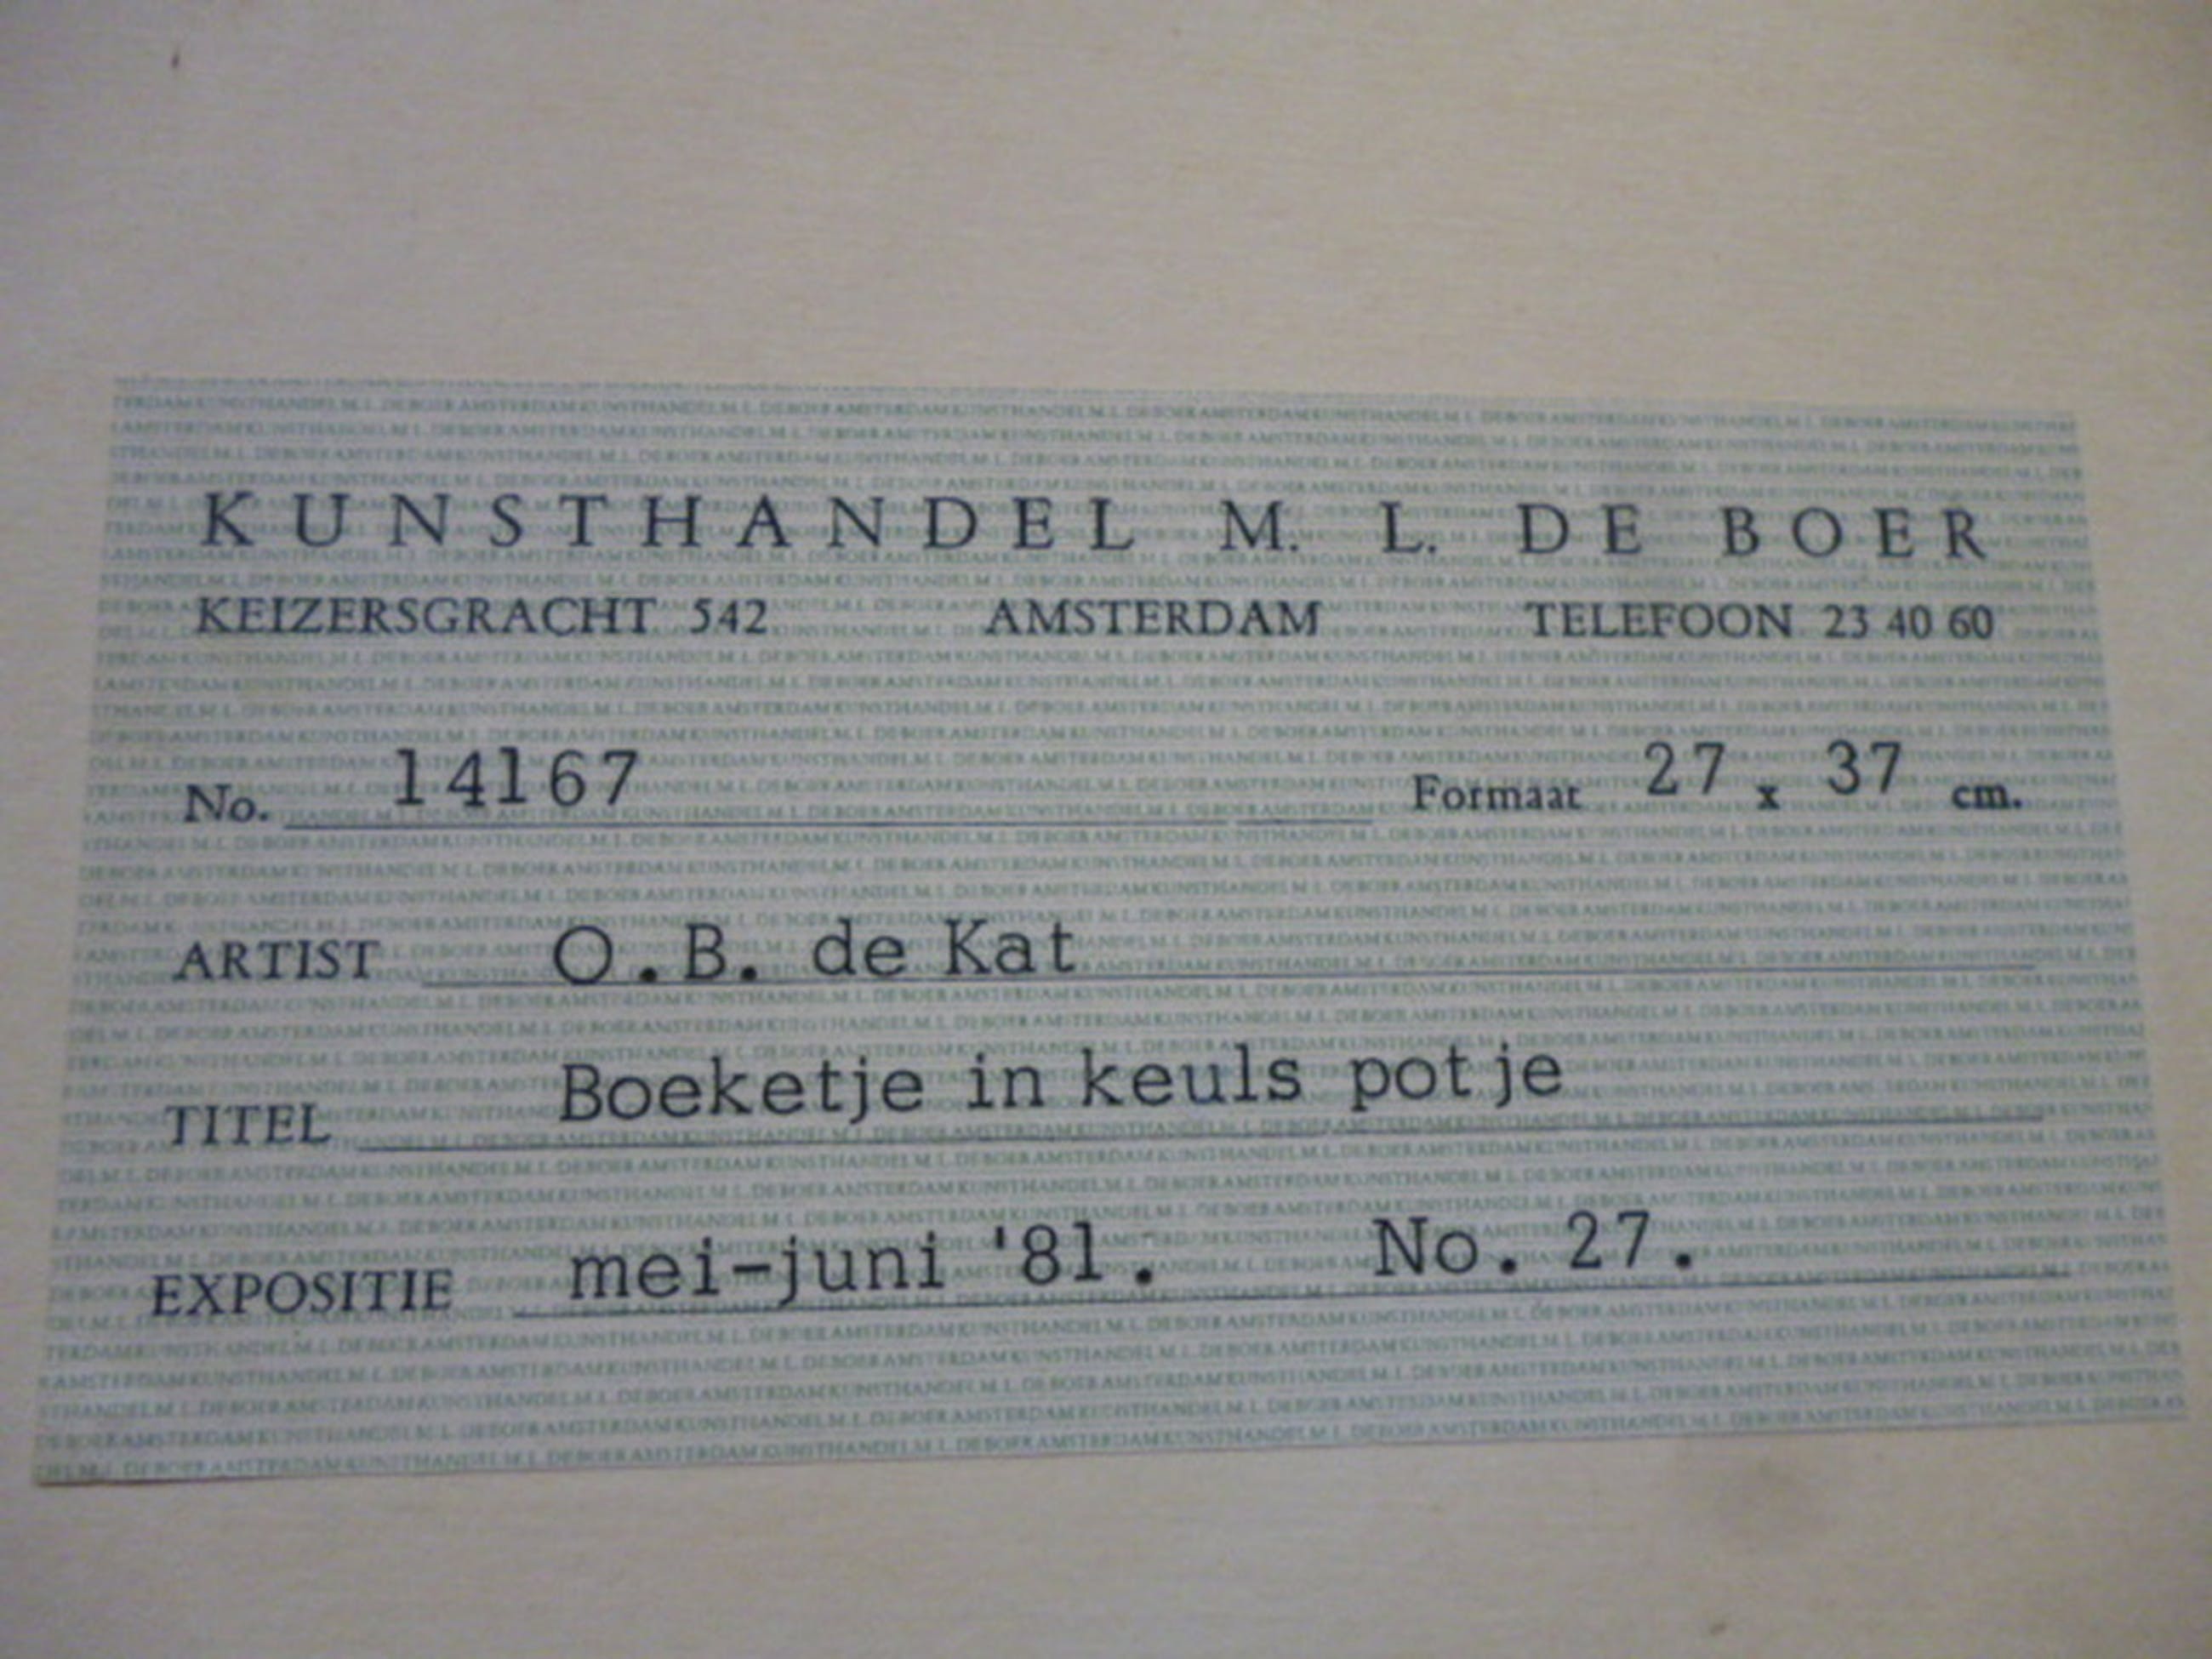 KUNSTHANDEL M. L. DE BOER
KEIZERSGRACHT 542 AMSTERDAM TELEFOON 23 40 60
No. 14167 Formaat 27 x 37 cm.
ARTIST O.B. de Kat
TITEL Boeketje in keuls potje
EXPOSITIE mei-juni '81. No. 27.